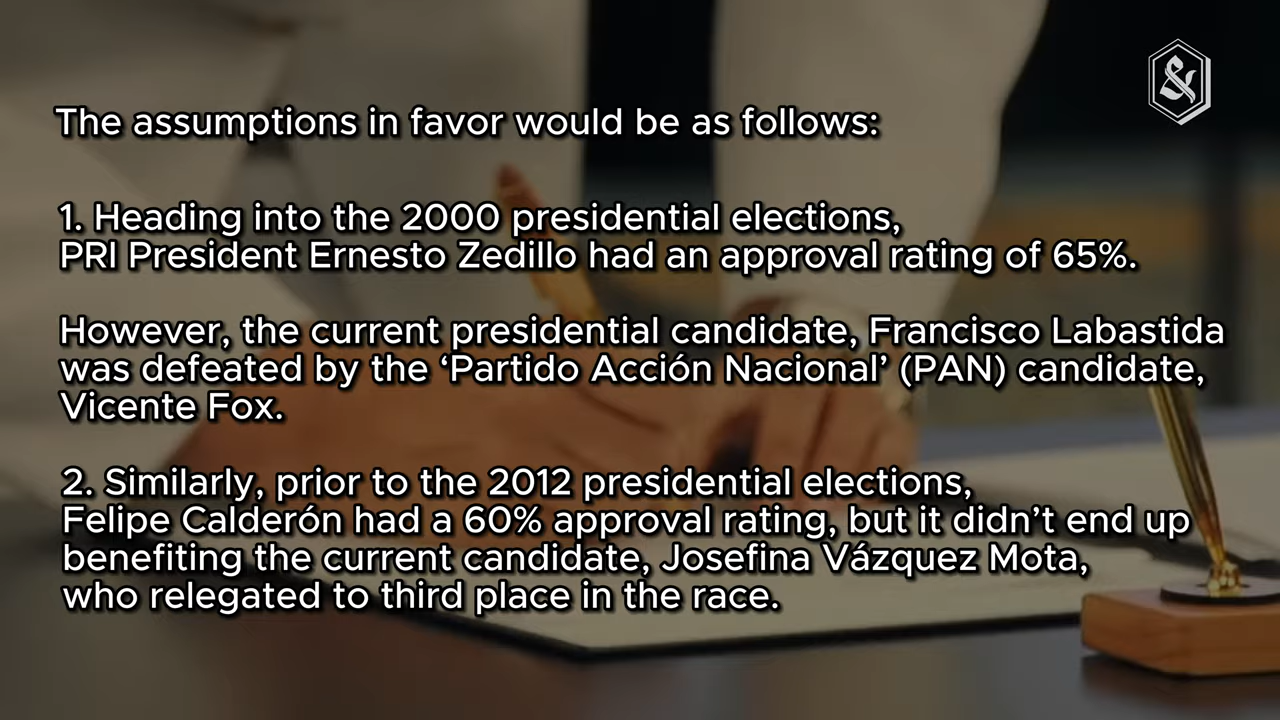 &
The assumptions in favor would be as follows:
1. Heading into the 2000 presidential elections,
PRI President Ernesto Zedillo had an approval rating of 65%.
However, the current presidential candidate, Francisco Labastida
was defeated by the ‘Partido Acción Nacional’ (PAN) candidate,
Vicente Fox.
2. Similarly, prior to the 2012 presidential elections,
Felipe Calderón had a 60% approval rating, but it didn’t end up
benefiting the current candidate, Josefina Vázquez Mota,
who relegated to third place in the race.